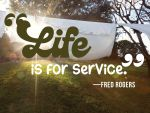 “Life
is for service.”
—FRED ROGERS